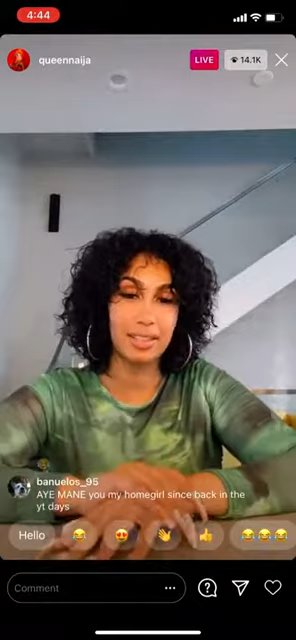 4:44
queennaija
LIVE
14.1K
banuelos_95
AYE MANE you my homegirl since back in the
yt days
Hello
Comment